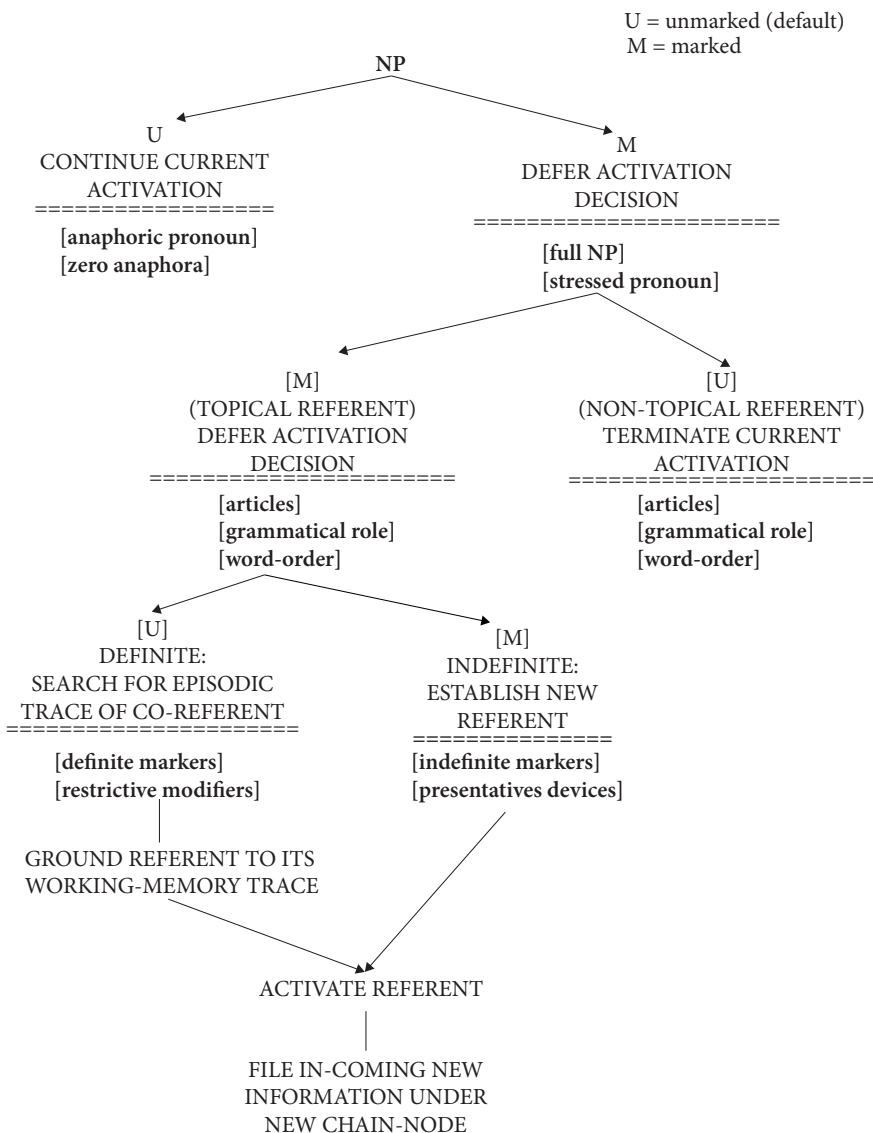 U = unmarked (default)
M = marked
NP
U
CONTINUE CURRENT
ACTIVATION
==================
[anaphoric pronoun]
[zero anaphora]
M
DEFER ACTIVATION
DECISION
=======================
[full NP]
[stressed pronoun]
[M]
(TOPICAL REFERENT)
DEFER ACTIVATION
DECISION
=======================
[articles]
[grammatical role]
[word-order]
[U]
(NON-TOPICAL REFERENT)
TERMINATE CURRENT
ACTIVATION
=======================
[articles]
[grammatical role]
[word-order]
[U]
DEFINITE:
SEARCH FOR EPISODIC
TRACE OF CO-REFERENT
======================
[definite markers]
[restrictive modifiers]
[M]
INDEFINITE:
ESTABLISH NEW
REFERENT
===============
[indefinite markers]
[presentatives devices]
GROUND REFERENT TO ITS
WORKING-MEMORY TRACE
ACTIVATE REFERENT
FILE IN-COMING NEW
INFORMATION UNDER
NEW CHAIN-NODE